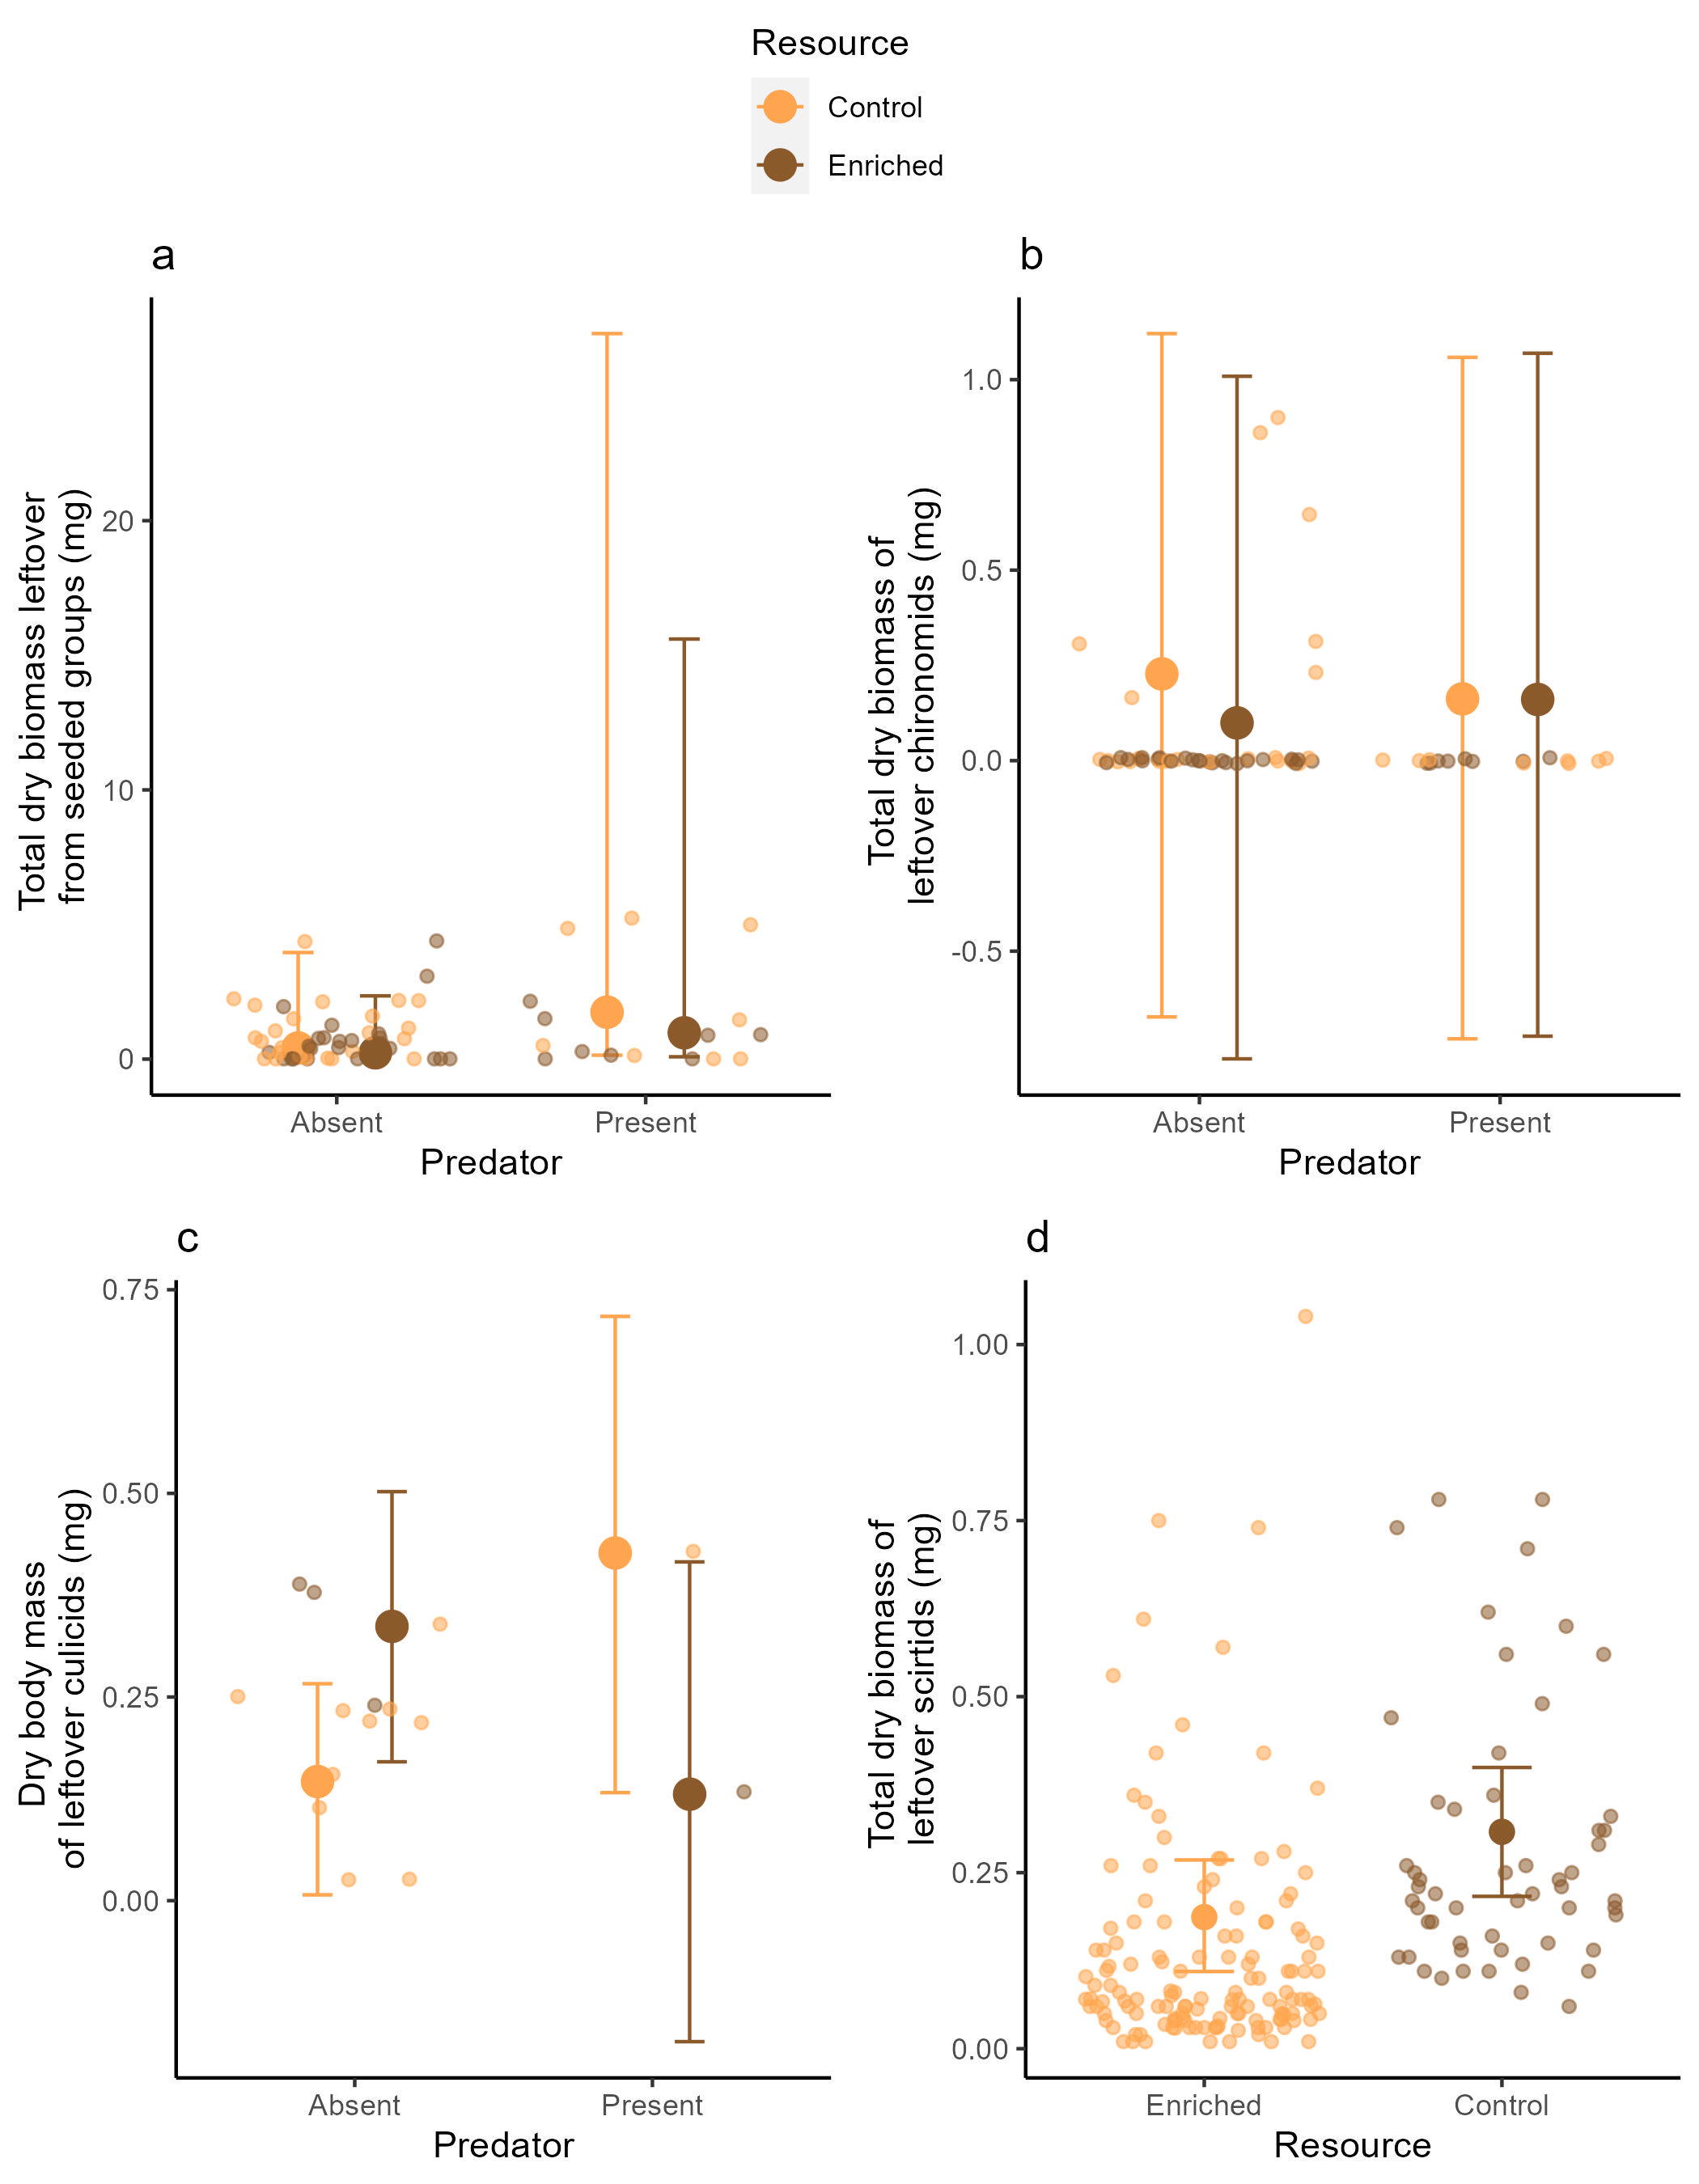 Resource
Control
Enriched
a
Total dry biomass leftover
from seeded groups (mg)
20
10
0
Absent
Present
Predator
b
Total dry biomass of
leftover chironomids (mg)
1.0
0.5
0.0
-0.5
Absent
Present
Predator
c
Dry body mass
of leftover culicids (mg)
0.75
0.50
0.25
0.00
Absent
Present
Predator
d
Total dry biomass of
leftover scirtids (mg)
1.00
0.75
0.50
0.25
0.00
Enriched
Control
Resource